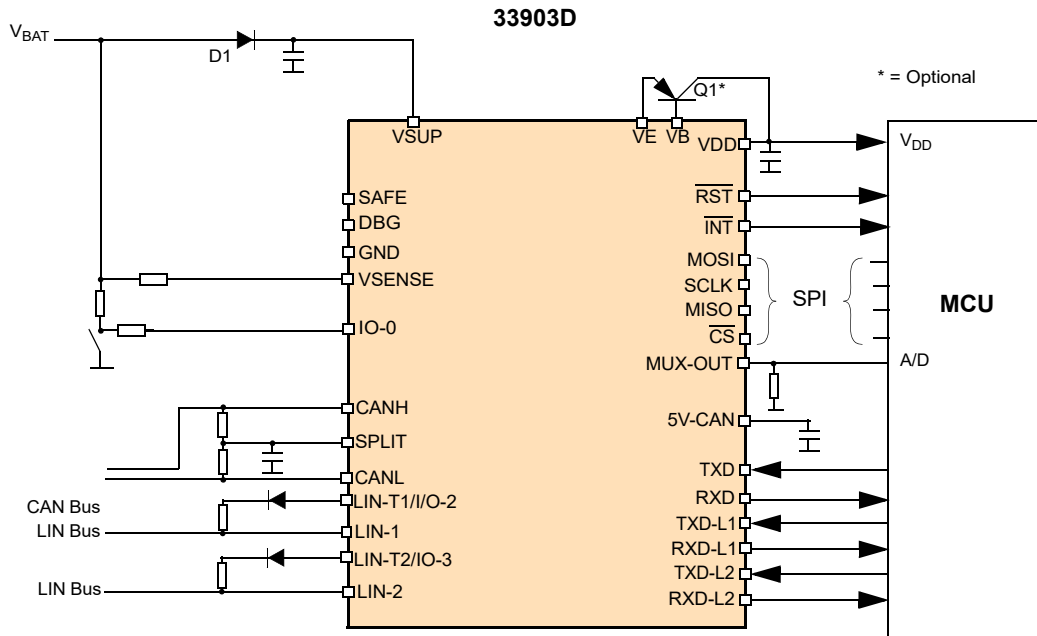 33903D
V_BAT
D1
Q1*
* = Optional
VSUP
VE
VB
VDD
V_DD
SAFE
DBG
GND
VSENSE
IO-0
RST
INT
MOSI
SCLK
MISO
CS
SPI
MCU
MUX-OUT
A/D
CANH
SPLIT
CANL
5V-CAN
CAN Bus
LIN-T1/I/O-2
LIN Bus
LIN-1
LIN-T2/IO-3
LIN Bus
LIN-2
TXD
RXD
TXD-L1
RXD-L1
TXD-L2
RXD-L2